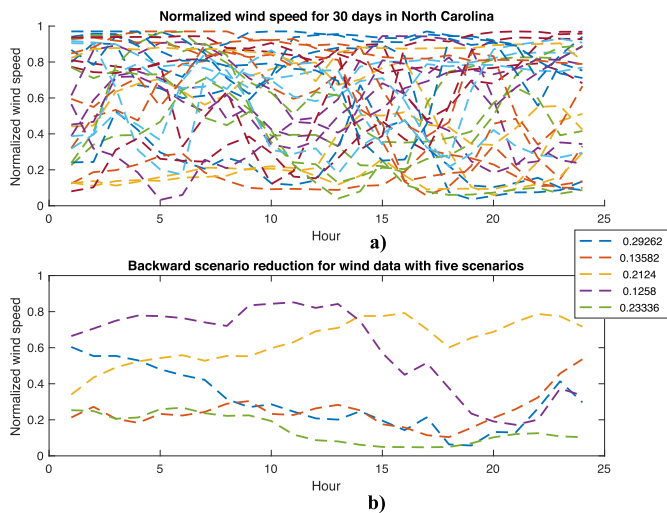 Normalized wind speed for 30 days in North Carolina
1
0.8
0.6
0.4
0.2
0
Normalized wind speed
0 5 10 15 20 25
Hour
a)
0.29262
0.13582
0.2124
0.1258
0.23336
Backward scenario reduction for wind data with five scenarios
1
0.8
0.6
0.4
0.2
0
Normalized wind speed
0 5 10 15 20 25
Hour
b)